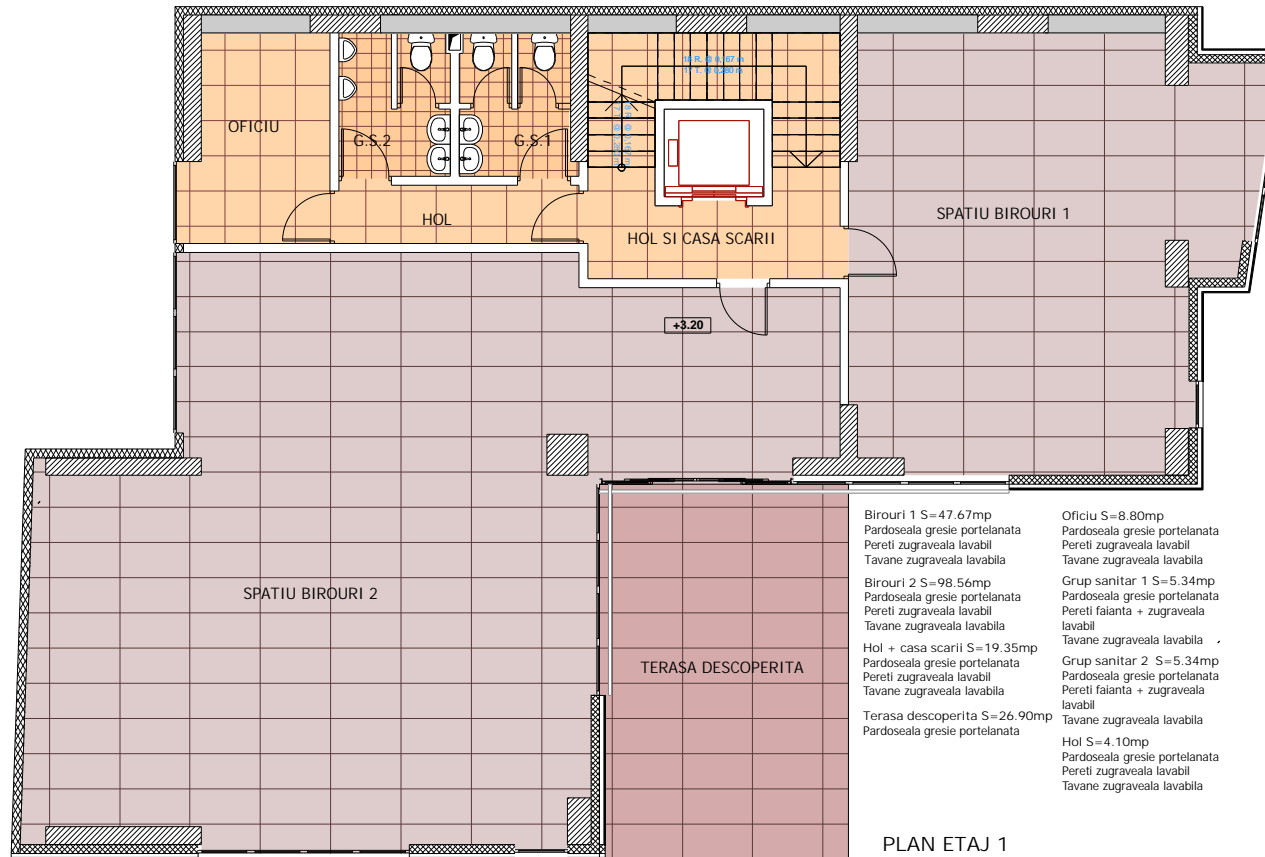 18 R. @ 0,167 m
17 T. @ 0,280 m
OFICIU
G.S.2
G.S.1
HOL
HOL SI CASA SCARII
SPATIU BIROURI 1
+3.20
SPATIU BIROURI 2
TERASA DESCOPERITA
Birouri 1 S=47.67mp
Pardoseala gresie portelanata
Pereti zugraveala lavabil
Tavane zugraveala lavabila
Birouri 2 S=98.56mp
Pardoseala gresie portelanata
Pereti zugraveala lavabil
Tavane zugraveala lavabila
Hol + casa scarii S=19.35mp
Pardoseala gresie portelanata
Pereti zugraveala lavabil
Tavane zugraveala lavabila
Terasa descoperita S=26.90mp
Pardoseala gresie portelanata
Oficiu S=8.80mp
Pardoseala gresie portelanata
Pereti zugraveala lavabil
Tavane zugraveala lavabila
Grup sanitar 1 S=5.34mp
Pardoseala gresie portelanata
Pereti faianta + zugraveala
lavabil
Tavane zugraveala lavabila
Grup sanitar 2 S=5.34mp
Pardoseala gresie portelanata
Pereti faianta + zugraveala
lavabil
Tavane zugraveala lavabila
Hol S=4.10mp
Pardoseala gresie portelanata
Pereti zugraveala lavabil
Tavane zugraveala lavabila
PLAN ETAJ 1